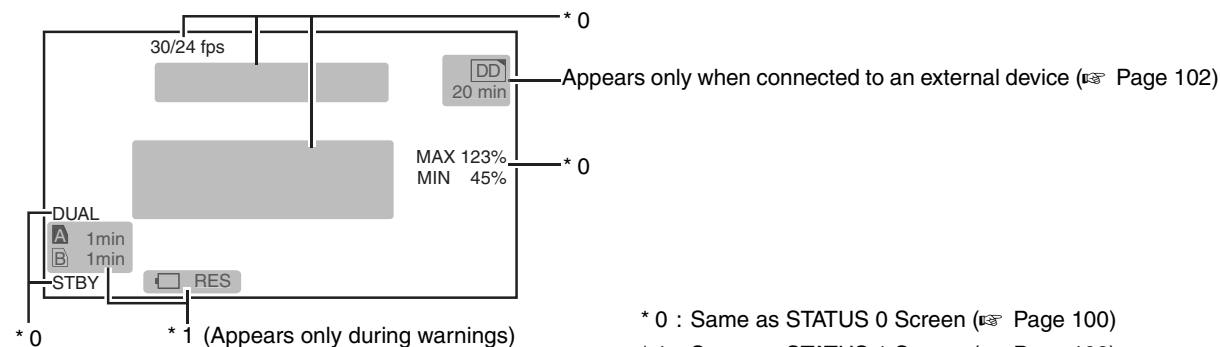 * 0
30/24 fps
DD
20 min
Appears only when connected to an external device (☞ Page 102)
MAX 123%
MIN 45%
* 0
DUAL
A 1min
B 1min
STBY
RES
* 0
* 1 (Appears only during warnings)
* 0 : Same as STATUS 0 Screen (☞ Page 100)